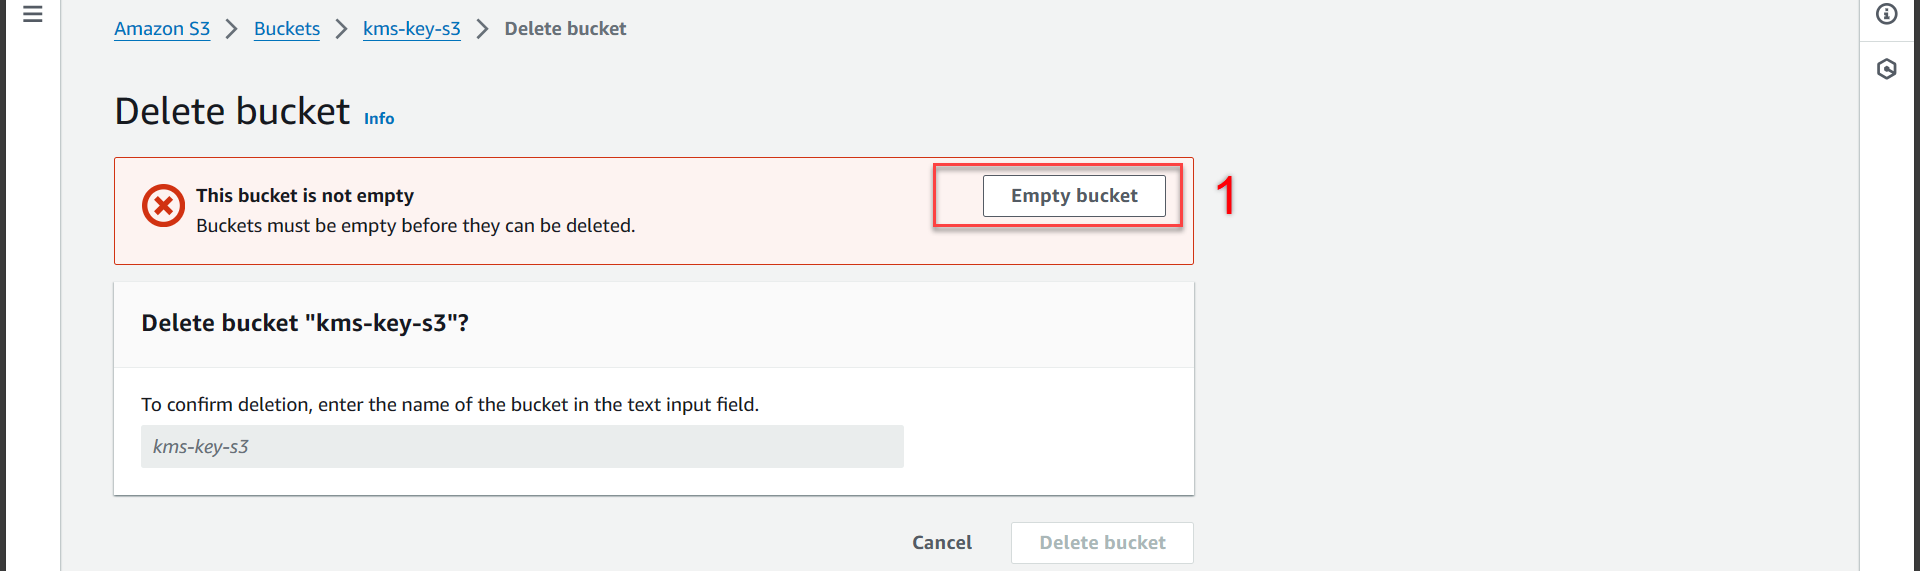 Amazon S3 > Buckets > kms-key-s3 > Delete bucket
Delete bucket Info
This bucket is not empty
Empty bucket
1
Buckets must be empty before they can be deleted.
Delete bucket "kms-key-s3"?
To confirm deletion, enter the name of the bucket in the text input field.
kms-key-s3
Cancel Delete bucket